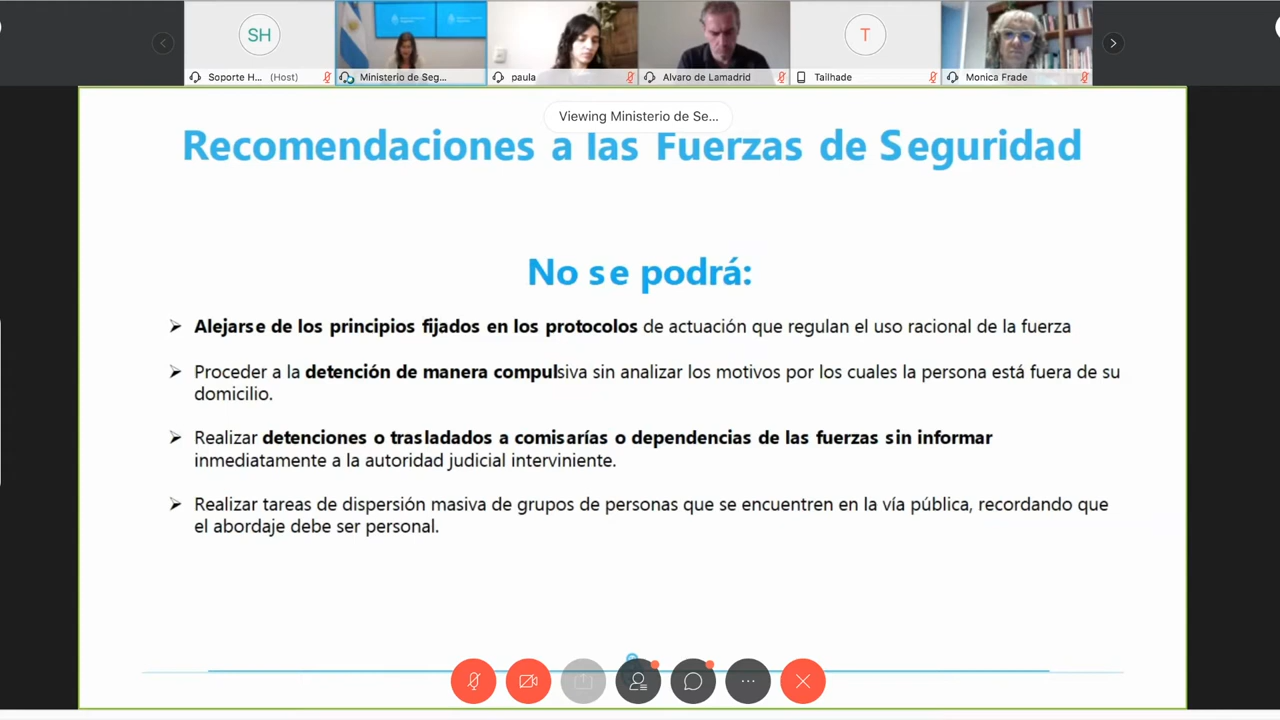 SH
T
Soporte H... (Host)
Ministerio de Seg...
paula
Alvaro de Lamadrid
Tailhade
Monica Frade
Viewing Ministerio de Se...
Recomendaciones a las Fuerzas de Seguridad
No se podrá:
Alejarse de los principios fijados en los protocolos de actuación que regulan el uso racional de la fuerza
Proceder a la detención de manera compulsiva sin analizar los motivos por los cuales la persona está fuera de su
domicilio.
Realizar detenciones o trasladados a comisarías o dependencias de las fuerzas sin informar
inmediatamente a la autoridad judicial interviniente.
Realizar tareas de dispersión masiva de grupos de personas que se encuentren en la vía pública, recordando que
el abordaje debe ser personal.